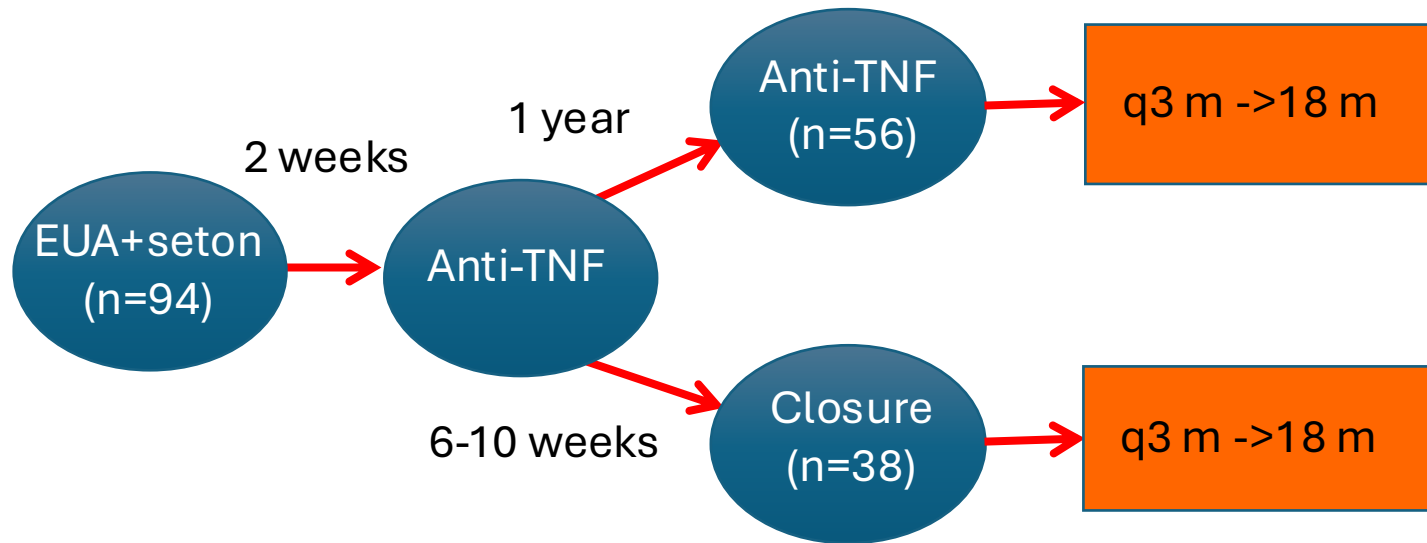 EUA+seton
(n=94)
2 weeks
Anti-TNF
1 year
Anti-TNF
(n=56)
q3 m ->18 m
6-10 weeks
Closure
(n=38)
q3 m ->18 m